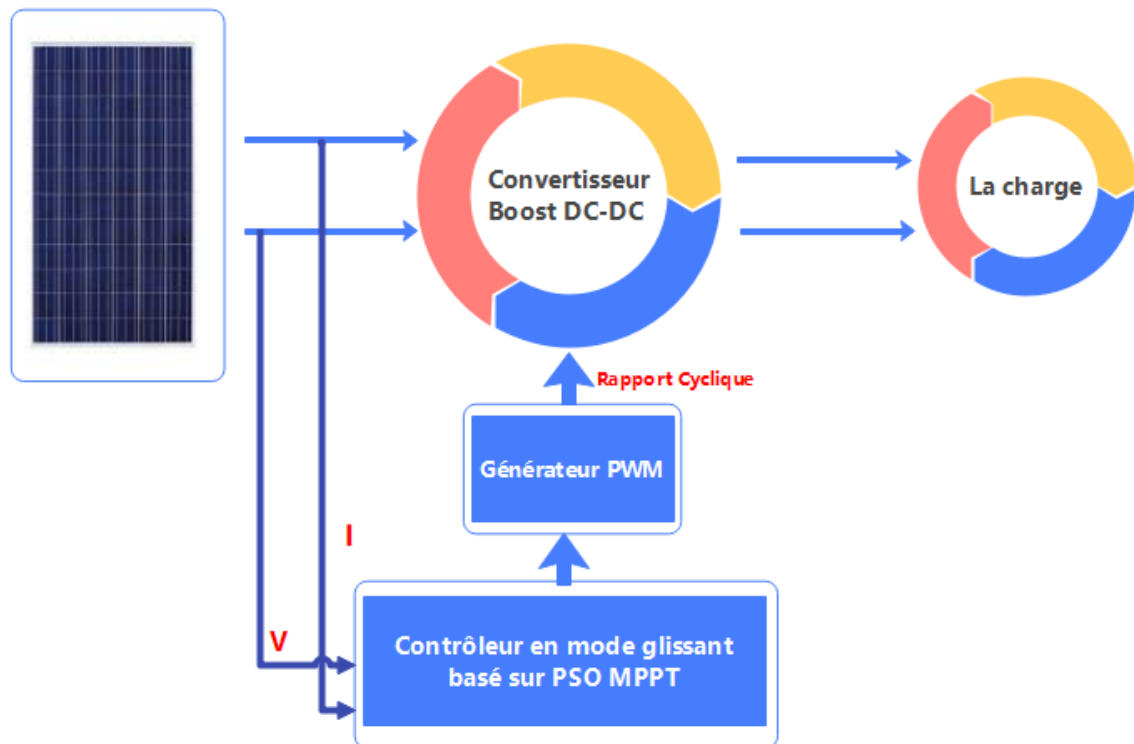 Convertisseur
Boost DC-DC
La charge
Rapport Cyclique
Générateur PWM
I
V
Contrôleur en mode glissant
basé sur PSO MPPT